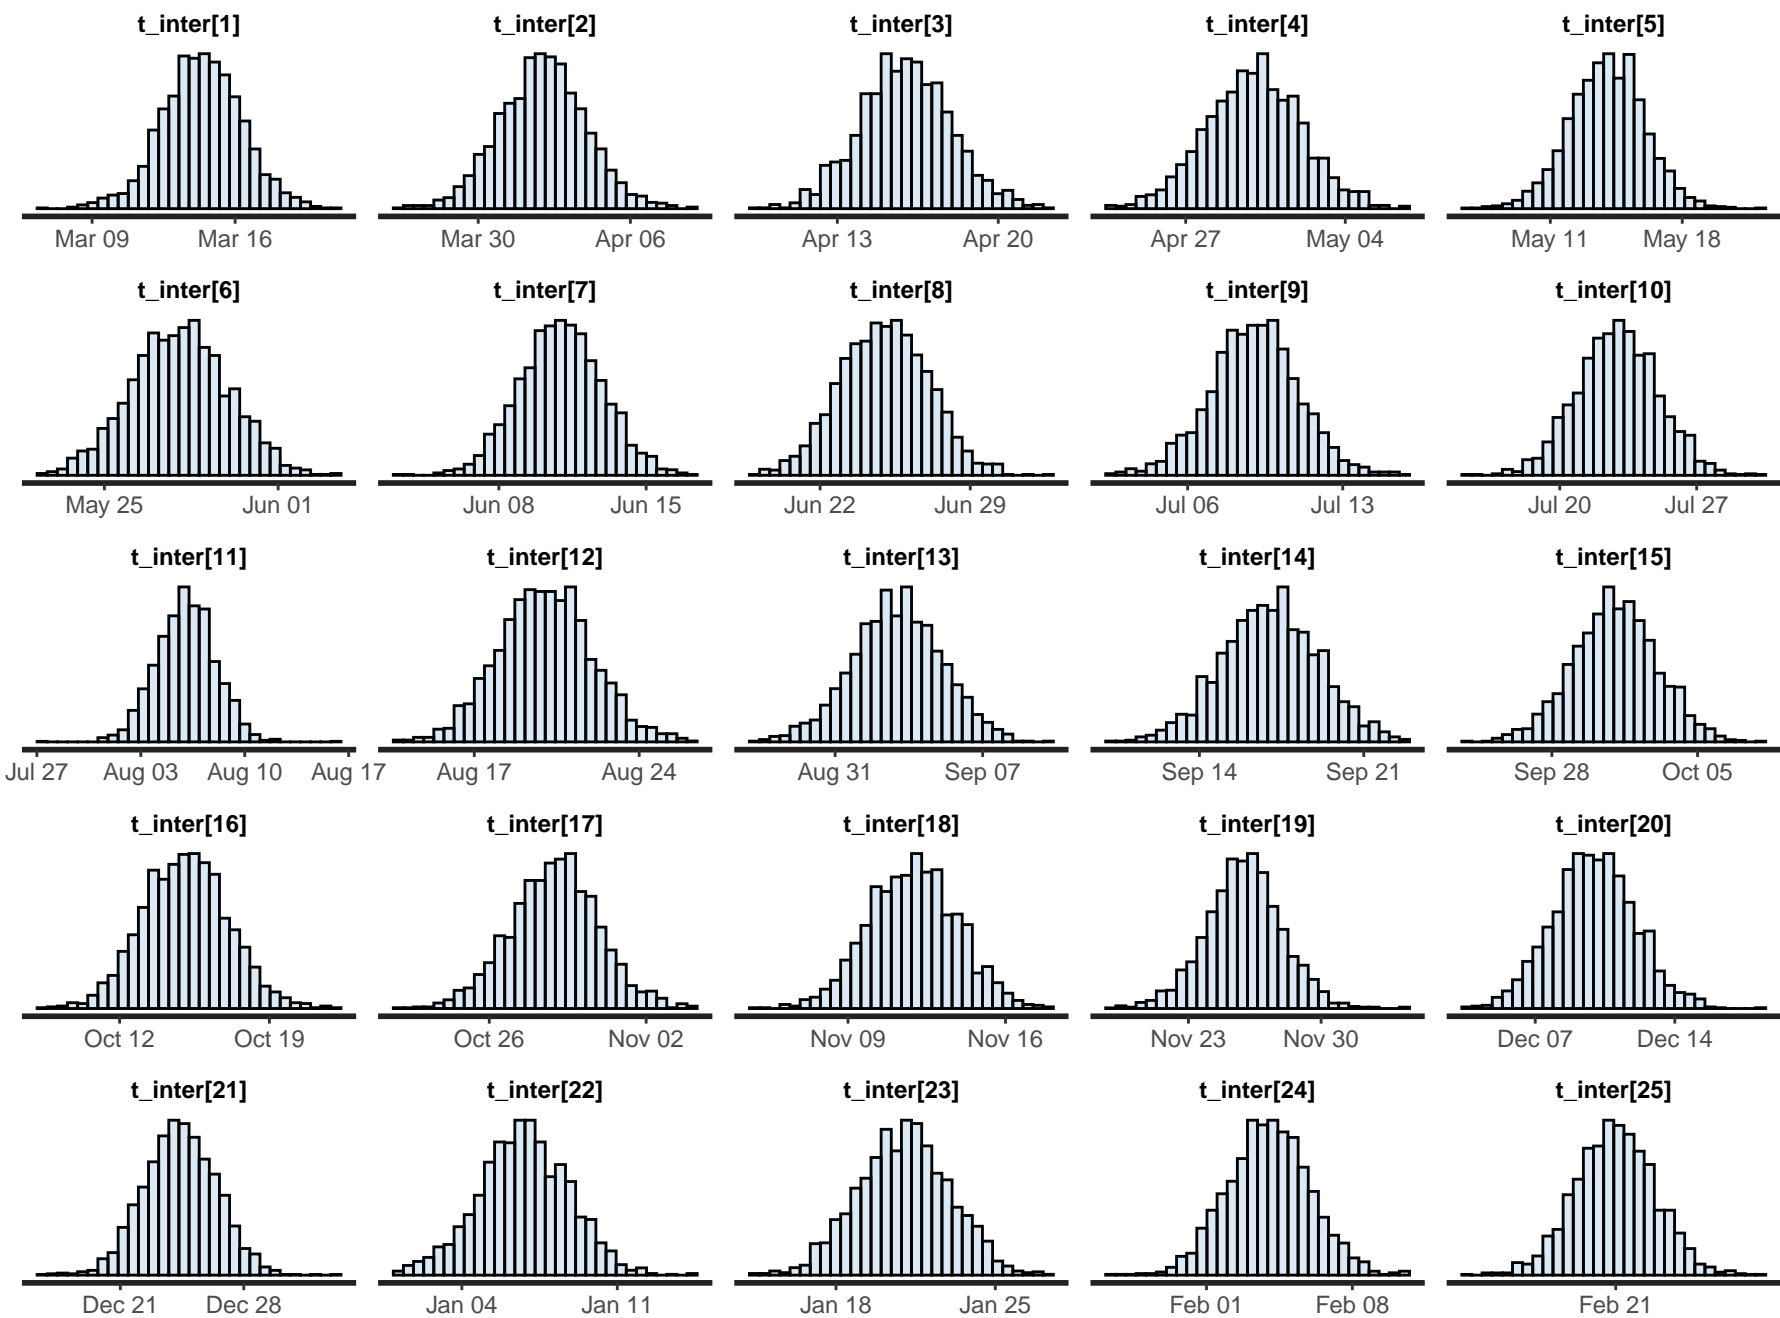 t_inter[1] t_inter[2] t_inter[3] t_inter[4] t_inter[5]
Mar 09 Mar 16 Mar 30 Apr 06 Apr 13 Apr 20 Apr 27 May 04 May 11 May 18
t_inter[6] t_inter[7] t_inter[8] t_inter[9] t_inter[10]
May 25 Jun 01 Jun 08 Jun 15 Jun 22 Jun 29 Jul 06 Jul 13 Jul 20 Jul 27
t_inter[11] t_inter[12] t_inter[13] t_inter[14] t_inter[15]
Jul 27 Aug 03 Aug 10 Aug 17 Aug 17 Aug 24 Aug 31 Sep 07 Sep 14 Sep 21 Sep 28 Oct 05
t_inter[16] t_inter[17] t_inter[18] t_inter[19] t_inter[20]
Oct 12 Oct 19 Oct 26 Nov 02 Nov 09 Nov 16 Nov 23 Nov 30 Dec 07 Dec 14
t_inter[21] t_inter[22] t_inter[23] t_inter[24] t_inter[25]
Dec 21 Dec 28 Jan 04 Jan 11 Jan 18 Jan 25 Feb 01 Feb 08 Feb 21